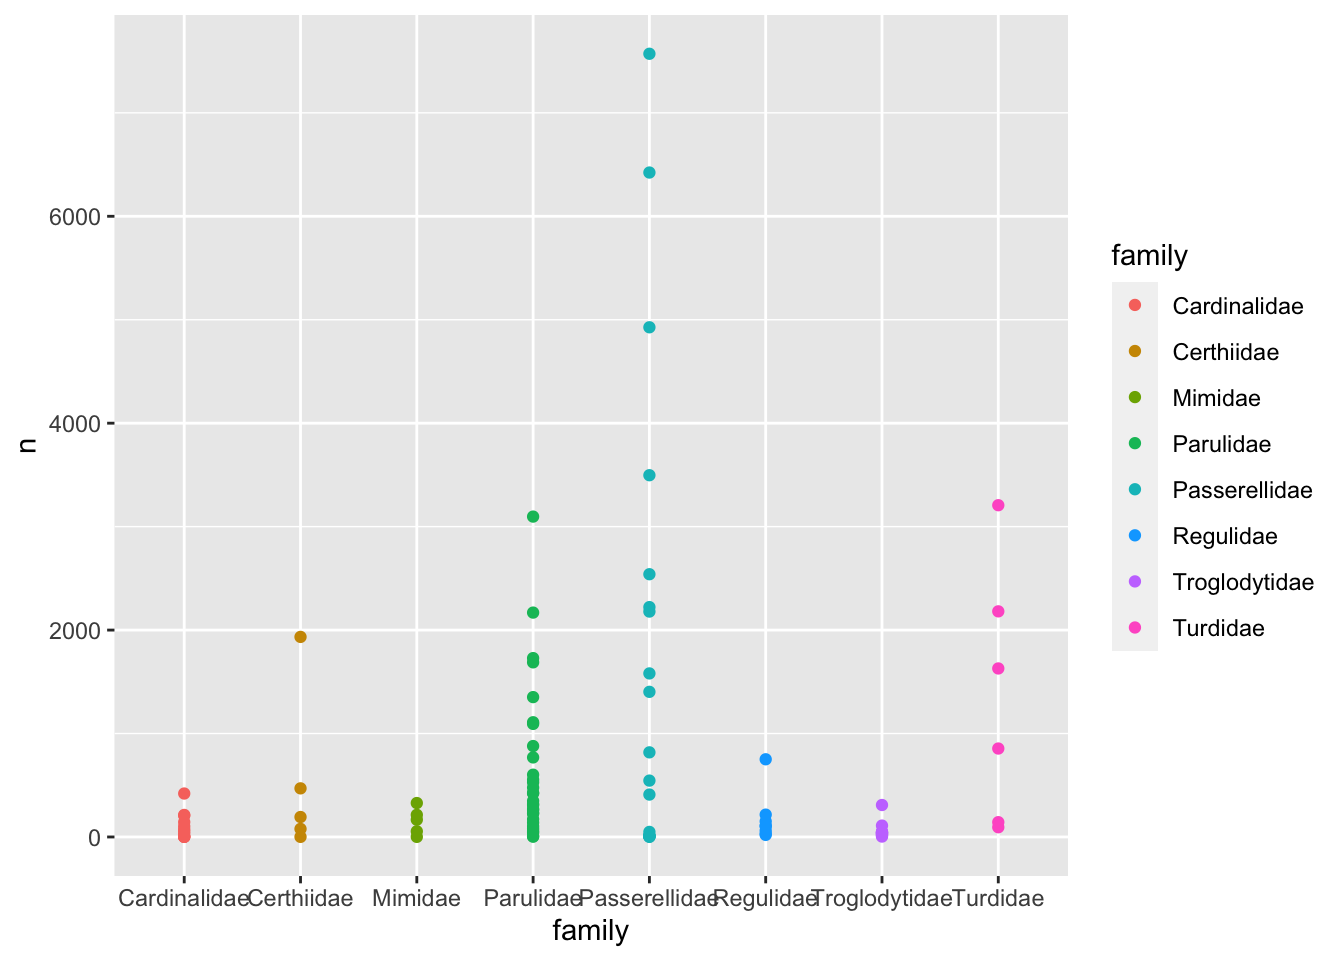 6000
4000
2000
0
n
Cardinalidae Certhiidae Mimidae Parulidae Passerellidae Regulidae Troglodytidae Turdidae
family
family
Cardinalidae
Certhiidae
Mimidae
Parulidae
Passerellidae
Regulidae
Troglodytidae
Turdidae